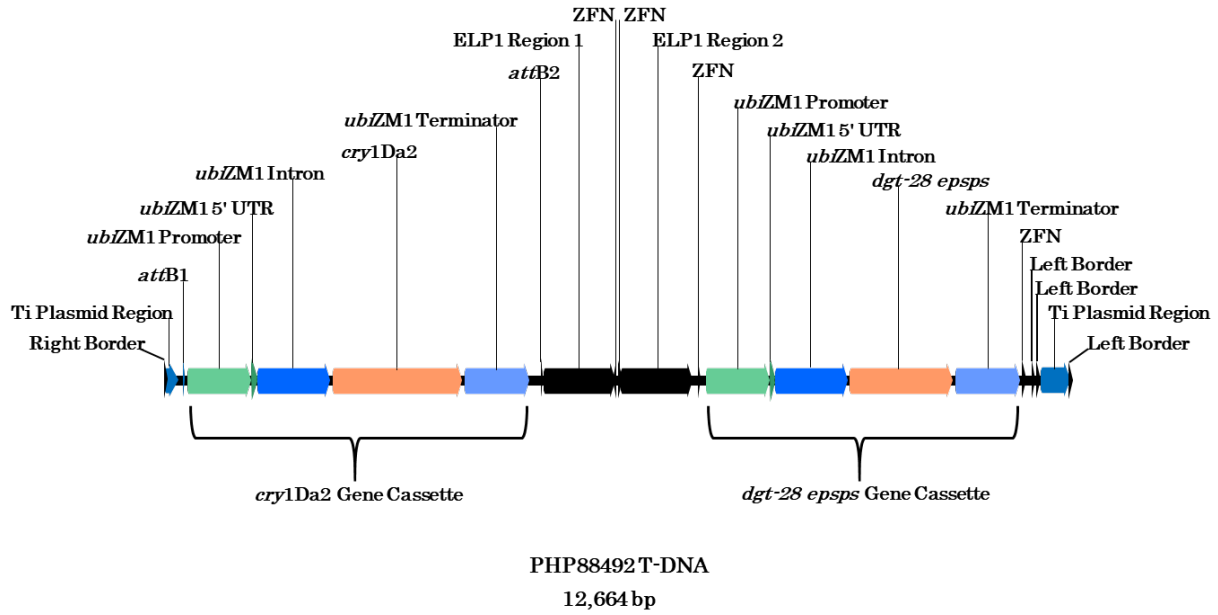 ZFN ZFN
ELP1 Region 1
ELP1 Region 2
attB2
ZFN
ubiZM1 Promoter
ubiZM1 Terminator
ubiZM1 5' UTR
cry1Da2
ubiZM1 Intron
ubiZM1 Intron
dgt-28 epsps
ubiZM1 5' UTR
ubiZM1 Terminator
ubiZM1 Promoter
ZFN
attB1
Left Border
Left Border
Ti Plasmid Region
Ti Plasmid Region
Right Border
Left Border
cry1Da2 Gene Cassette
dgt-28 epsps Gene Cassette
PHP88492 T-DNA
12,664 bp